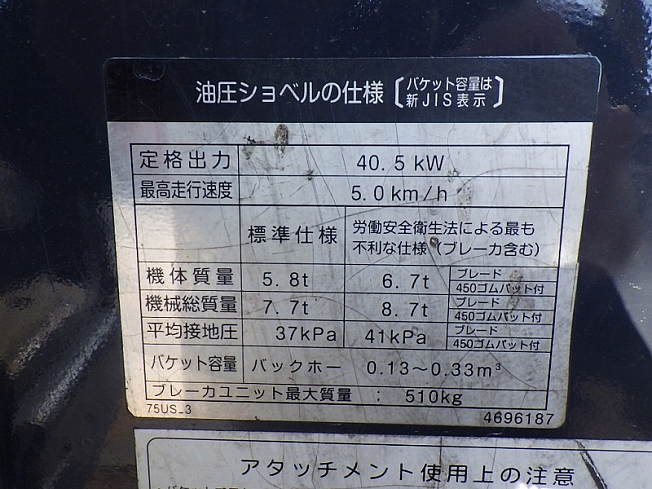 油圧ショベルの仕様〔バケット容量は
新JIS表示〕
定格出力 40.5kW
最高走行速度 5.0km/h
標準仕様 労働安全衛生法による最も
不利な仕様(ブレーカ含む)
機体質量 5.8t 6.7t ブレード
450ゴムパット付
機械総質量 7.7t 8.7t ブレード
450ゴムパット付
平均接地圧 37kPa 41kPa ブレード
450ゴムパット付
バケット容量 バックホー 0.13~0.33m³
ブレーカユニット最大質量 : 510kg
75US_3 4696187
アタッチメント使用上の注意